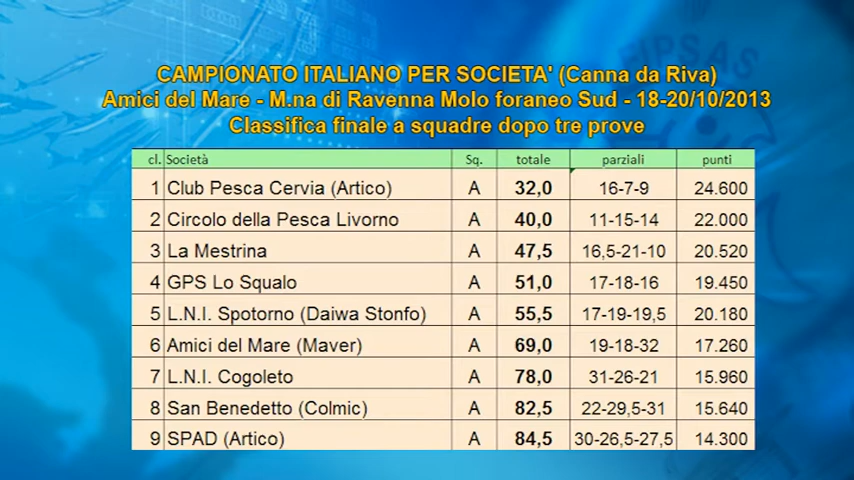 FIPSAS
CAMPIONATO ITALIANO PER SOCIETA' (Canna da Riva)
Amici del Mare - M.na di Ravenna Molo foraneo Sud - 18-20/10/2013
Classifica finale a squadre dopo tre prove
cl. Società Sq. totale parziali punti
1 Club Pesca Cervia (Artico) A 32,0 16-7-9 24.600
2 Circolo della Pesca Livorno A 40,0 11-15-14 22.000
3 La Mestrina A 47,5 16,5-21-10 20.520
4 GPS Lo Squalo A 51,0 17-18-16 19.450
5 L.N.I. Spotorno (Daiwa Stonfo) A 55,5 17-19-19,5 20.180
6 Amici del Mare (Maver) A 69,0 19-18-32 17.260
7 L.N.I. Cogoleto A 78,0 31-26-21 15.960
8 San Benedetto (Colmic) A 82,5 22-29,5-31 15.640
9 SPAD (Artico) A 84,5 30-26,5-27,5 14.300